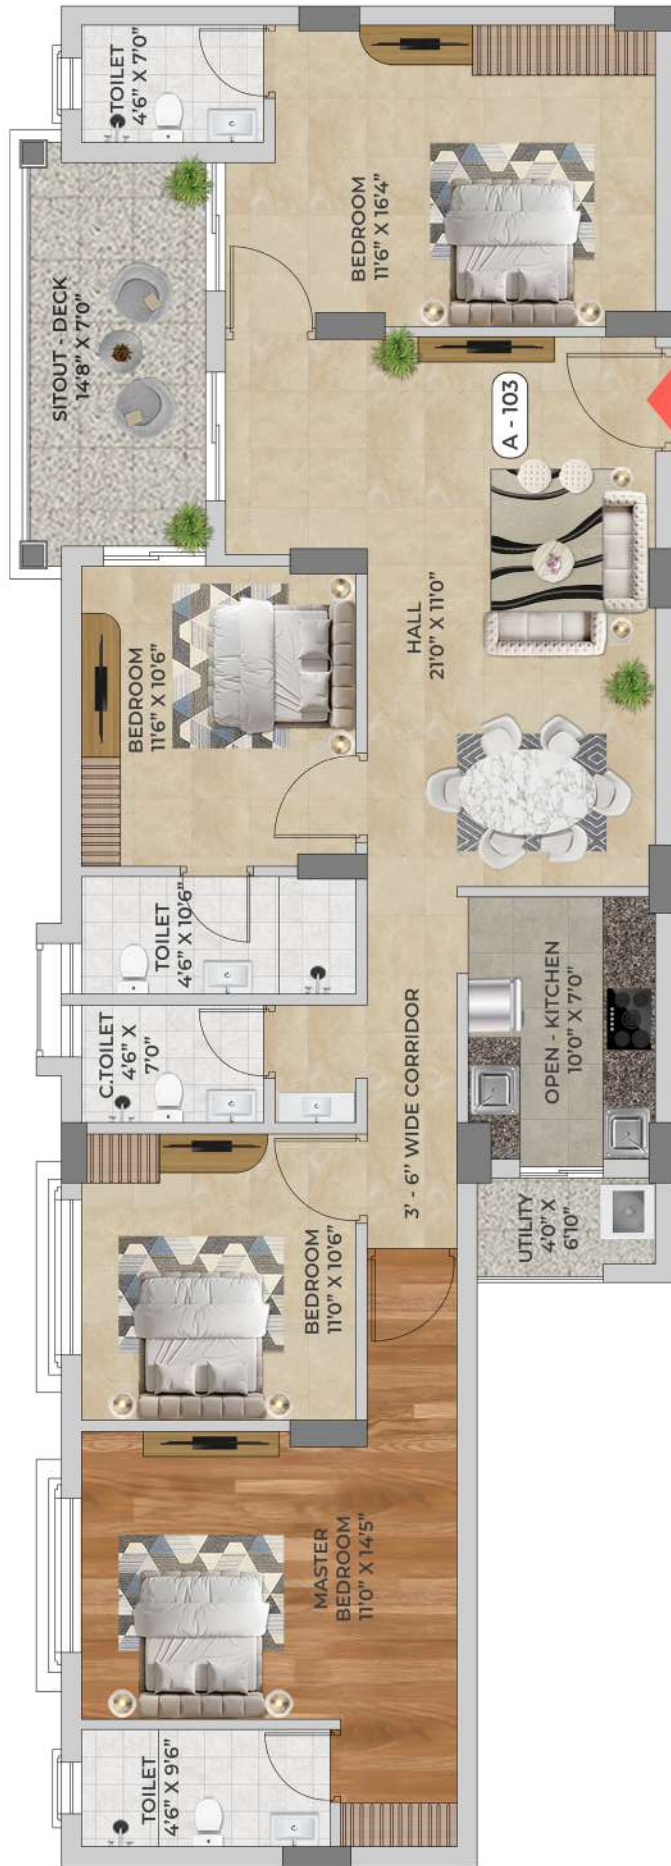 TOILET
4'6" X 9'6"
MASTER
BEDROOM
11'0" X 14'5"
BEDROOM
11'0" X 10'6"
C.TOILET
4'6" X
7'0"
TOILET
4'6" X 10'6"
BEDROOM
11'6" X 10'6"
SITOUT - DECK
14'8" X 7'0"
TOILET
4'6" X 7'0"
3' - 6" WIDE CORRIDOR
HALL
21'0" X 11'0"
BEDROOM
11'6" X 16'4"
UTILITY
4'0" X
6'10"
OPEN - KITCHEN
10'0" X 7'0"
A - 103